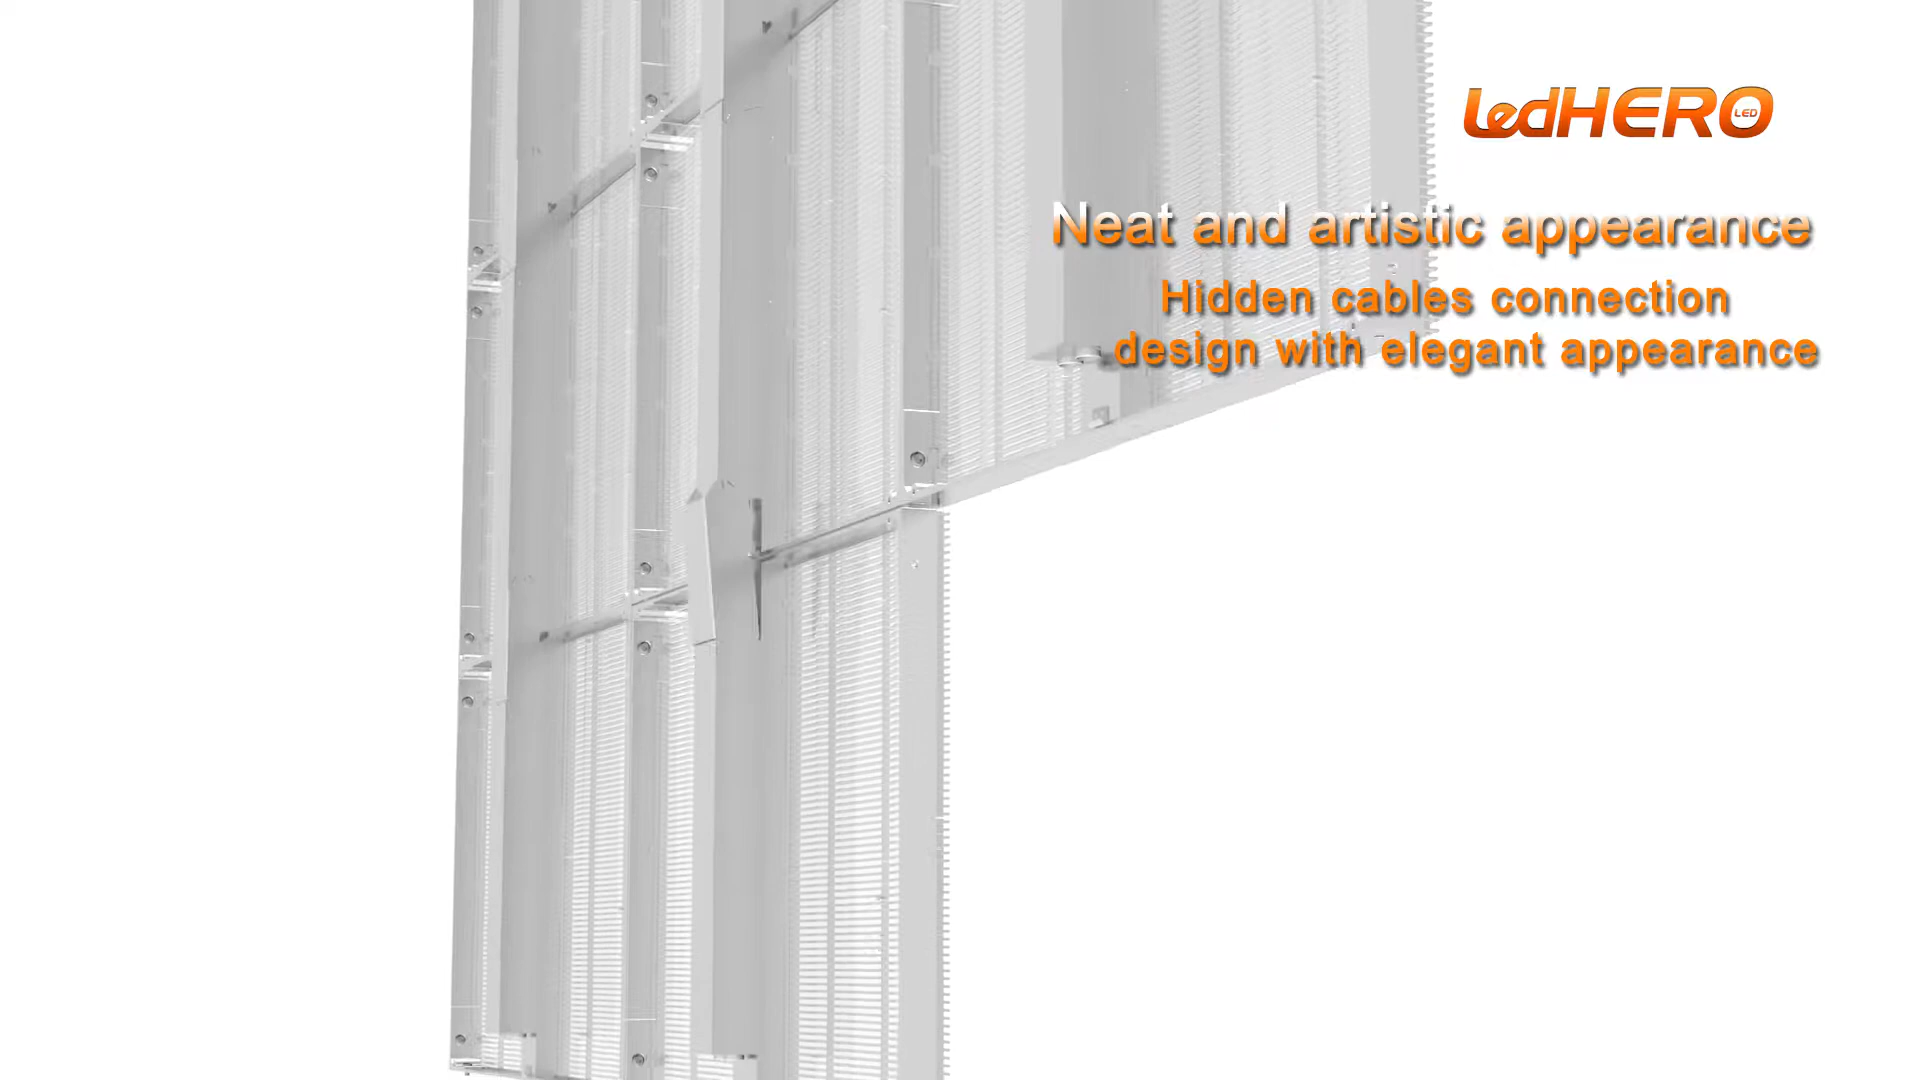 LedHERO
LED
Neat and artistic appearance
Hidden cables connection
design with elegant appearance